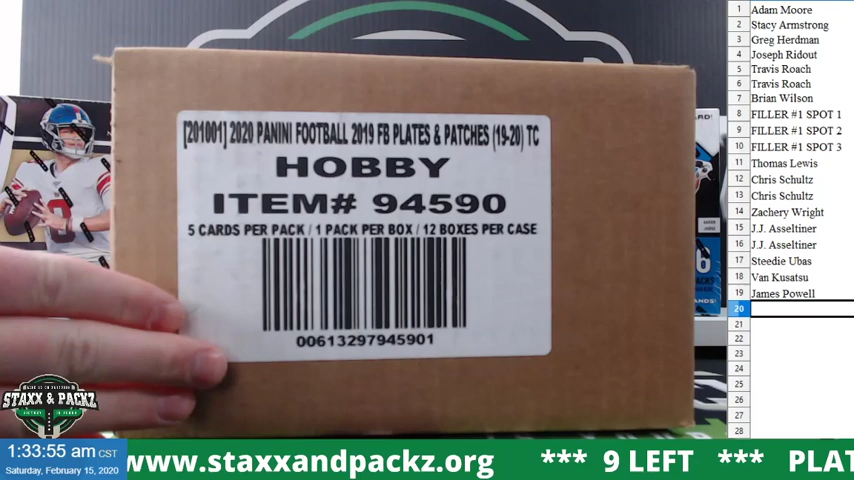 [201001] 2020 PANINI FOOTBALL 2019 FB PLATES & PATCHES (19-20) TC
HOBBY
ITEM# 94590
5 CARDS PER PACK / 1 PACK PER BOX / 12 BOXES PER CASE
00613297945901
1 Adam Moore
2 Stacy Armstrong
3 Greg Herdman
4 Joseph Ridout
5 Travis Roach
6 Travis Roach
7 Brian Wilson
8 FILLER #1 SPOT 1
9 FILLER #1 SPOT 2
10 FILLER #1 SPOT 3
11 Thomas Lewis
12 Chris Schultz
13 Chris Schultz
14 Zachery Wright
15 J.J. Asseltiner
16 J.J. Asseltiner
17 Steedie Ubas
18 Van Kusatsu
19 James Powell
20
21
22
23
24
25
26
27
28
STAXX & PACKZ
1:33:55 am CST
Saturday, February 15, 2020
www.staxxandpackz.org *** 9 LEFT *** PLAT